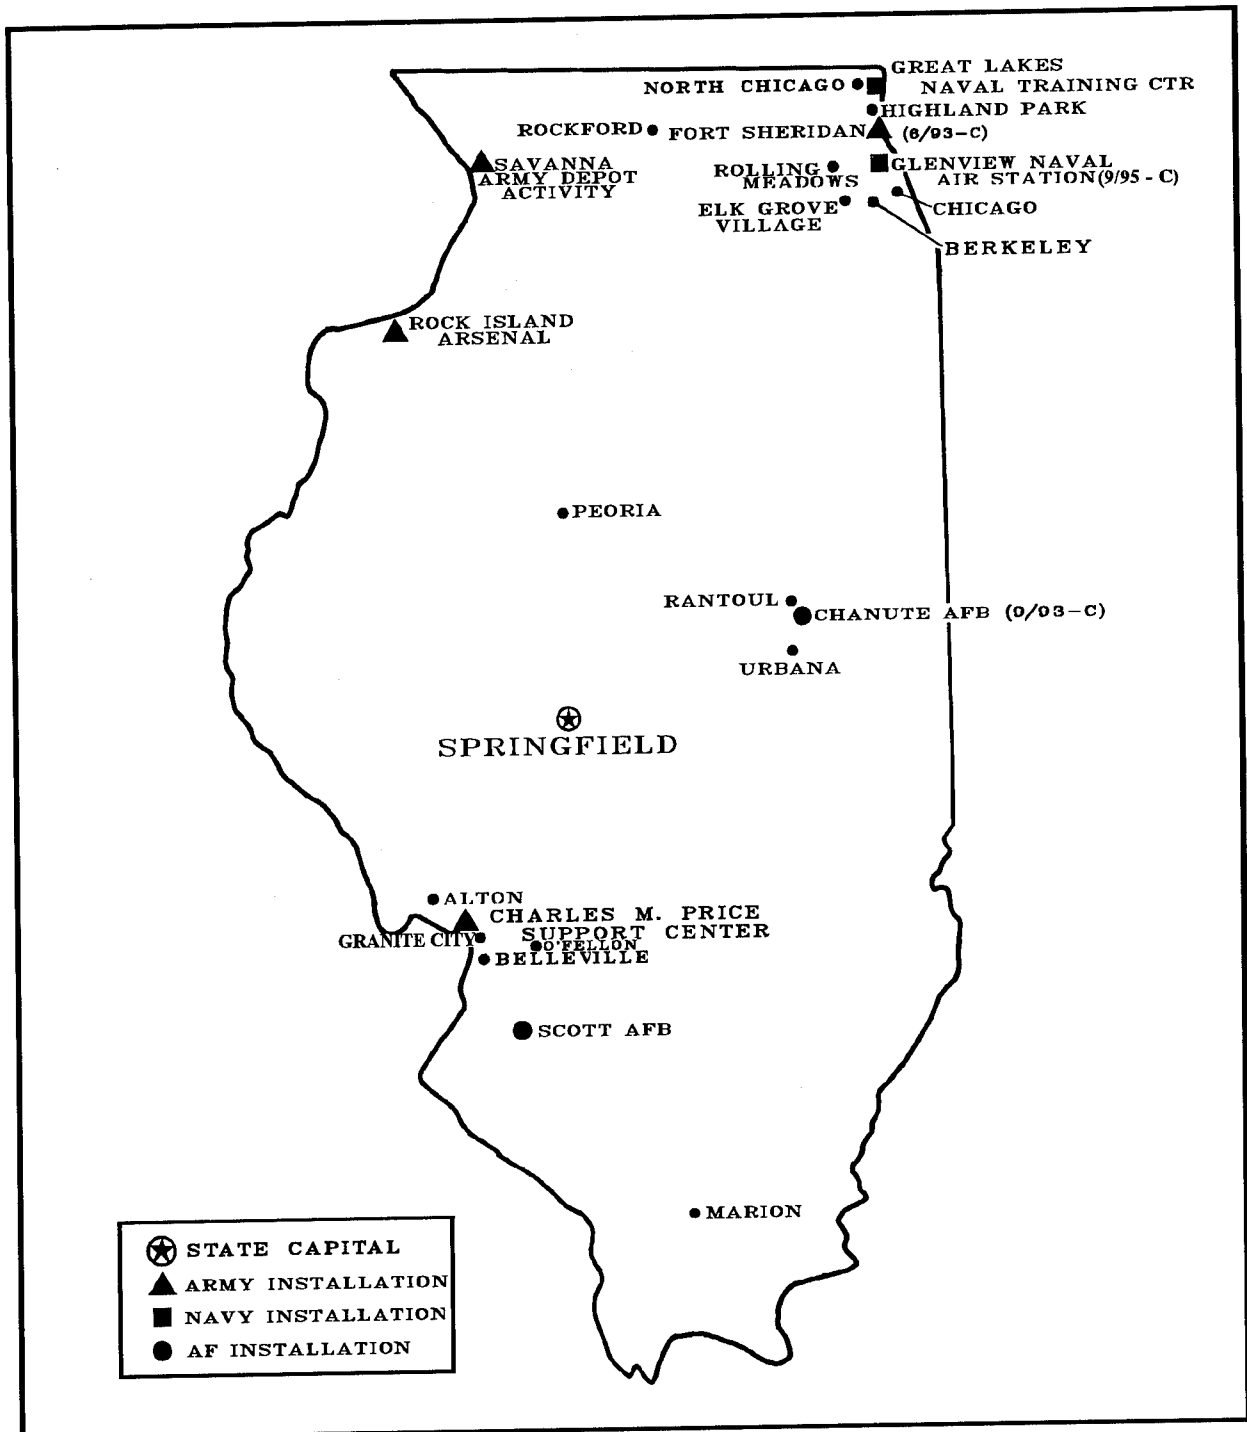 GREAT LAKES
NORTH CHICAGO
NAVAL TRAINING CTR
HIGHLAND PARK
ROCKFORD
FORT SHERIDAN
(6/93-C)
SAVANNA
ARMY DEPOT
ACTIVITY
ROLLING
MEADOWS
GLENVIEW NAVAL
AIR STATION(9/95 - C)
ELK GROVE
VILLAGE
CHICAGO
BERKELEY
ROCK ISLAND
ARSENAL
PEORIA
RANTOUL
CHANUTE AFB (9/93-C)
URBANA
SPRINGFIELD
ALTON
CHARLES M. PRICE
SUPPORT CENTER
GRANITE CITY
O'FELLON
BELLEVILLE
SCOTT AFB
MARION
STATE CAPITAL
ARMY INSTALLATION
NAVY INSTALLATION
AF INSTALLATION